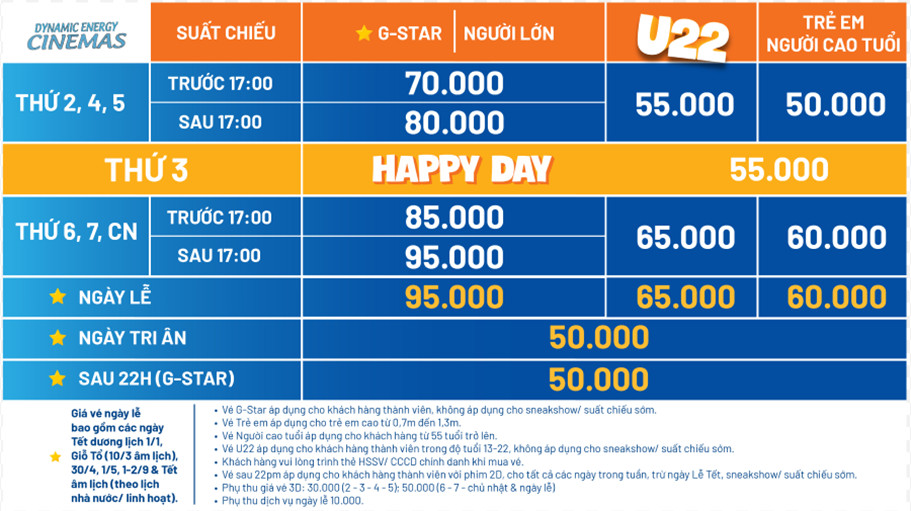 DYNAMIC ENERGY
CINEMAS
SUẤT CHIẾU
G-STAR | NGƯỜI LỚN
U22
TRẺ EM
NGƯỜI CAO TUỔI
THỨ 2, 4, 5
TRƯỚC 17:00
70.000
SAU 17:00
80.000
55.000
50.000
THỨ 3
HAPPY DAY
55.000
THỨ 6, 7, CN
TRƯỚC 17:00
85.000
SAU 17:00
95.000
65.000
60.000
NGÀY LỄ
95.000
65.000
60.000
NGÀY TRI ÂN
50.000
SAU 22H (G-STAR)
50.000
Giá vé ngày lễ
bao gồm các ngày
Tết dương lịch 1/1,
Giỗ Tổ (10/3 âm lịch),
30/4, 1/5, 1-2/9 & Tết
âm lịch (theo lịch
nhà nước/ linh hoạt).
• Vé G-Star áp dụng cho khách hàng thành viên, không áp dụng cho sneakshow/ suất chiếu sớm.
• Vé Trẻ em áp dụng cho trẻ em cao từ 0,7m đến 1,3m.
• Vé Người cao tuổi áp dụng cho khách hàng từ 55 tuổi trở lên.
• Vé U22 áp dụng cho khách hàng thành viên trong độ tuổi 13-22, không áp dụng cho sneakshow/ suất chiếu sớm.
• Khách hàng vui lòng trình thẻ HSSV/ CCCD chính danh khi mua vé.
• Vé sau 22pm áp dụng cho khách hàng thành viên với phim 2D, cho tất cả các ngày trong tuần, trừ ngày Lễ Tết, sneakshow/ suất chiếu sớm.
• Phụ thu giá vé 3D: 30.000 (2 - 3 - 4 - 5); 50.000 (6 - 7 - chủ nhật & ngày lễ)
• Phụ thu dịch vụ ngày lễ 10.000.